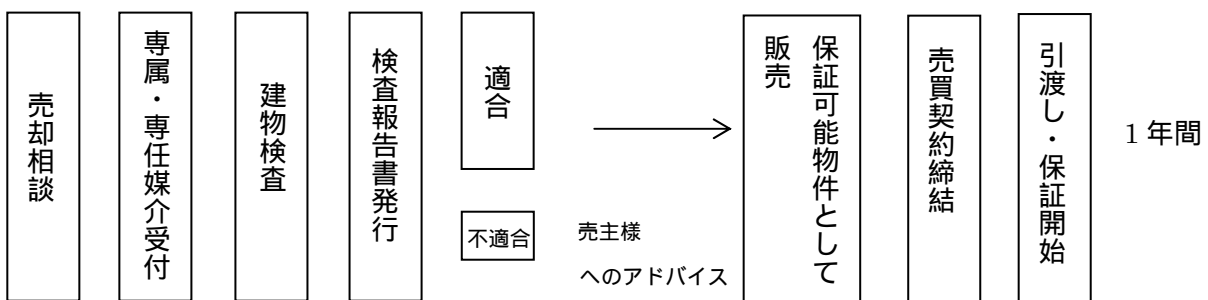 売却相談
専属・専任媒介受付
建物検査
検査報告書発行
適合
不適合
売主様
へのアドバイス
保証可能物件として
販売
売買契約締結
引渡し・保証開始
1年間